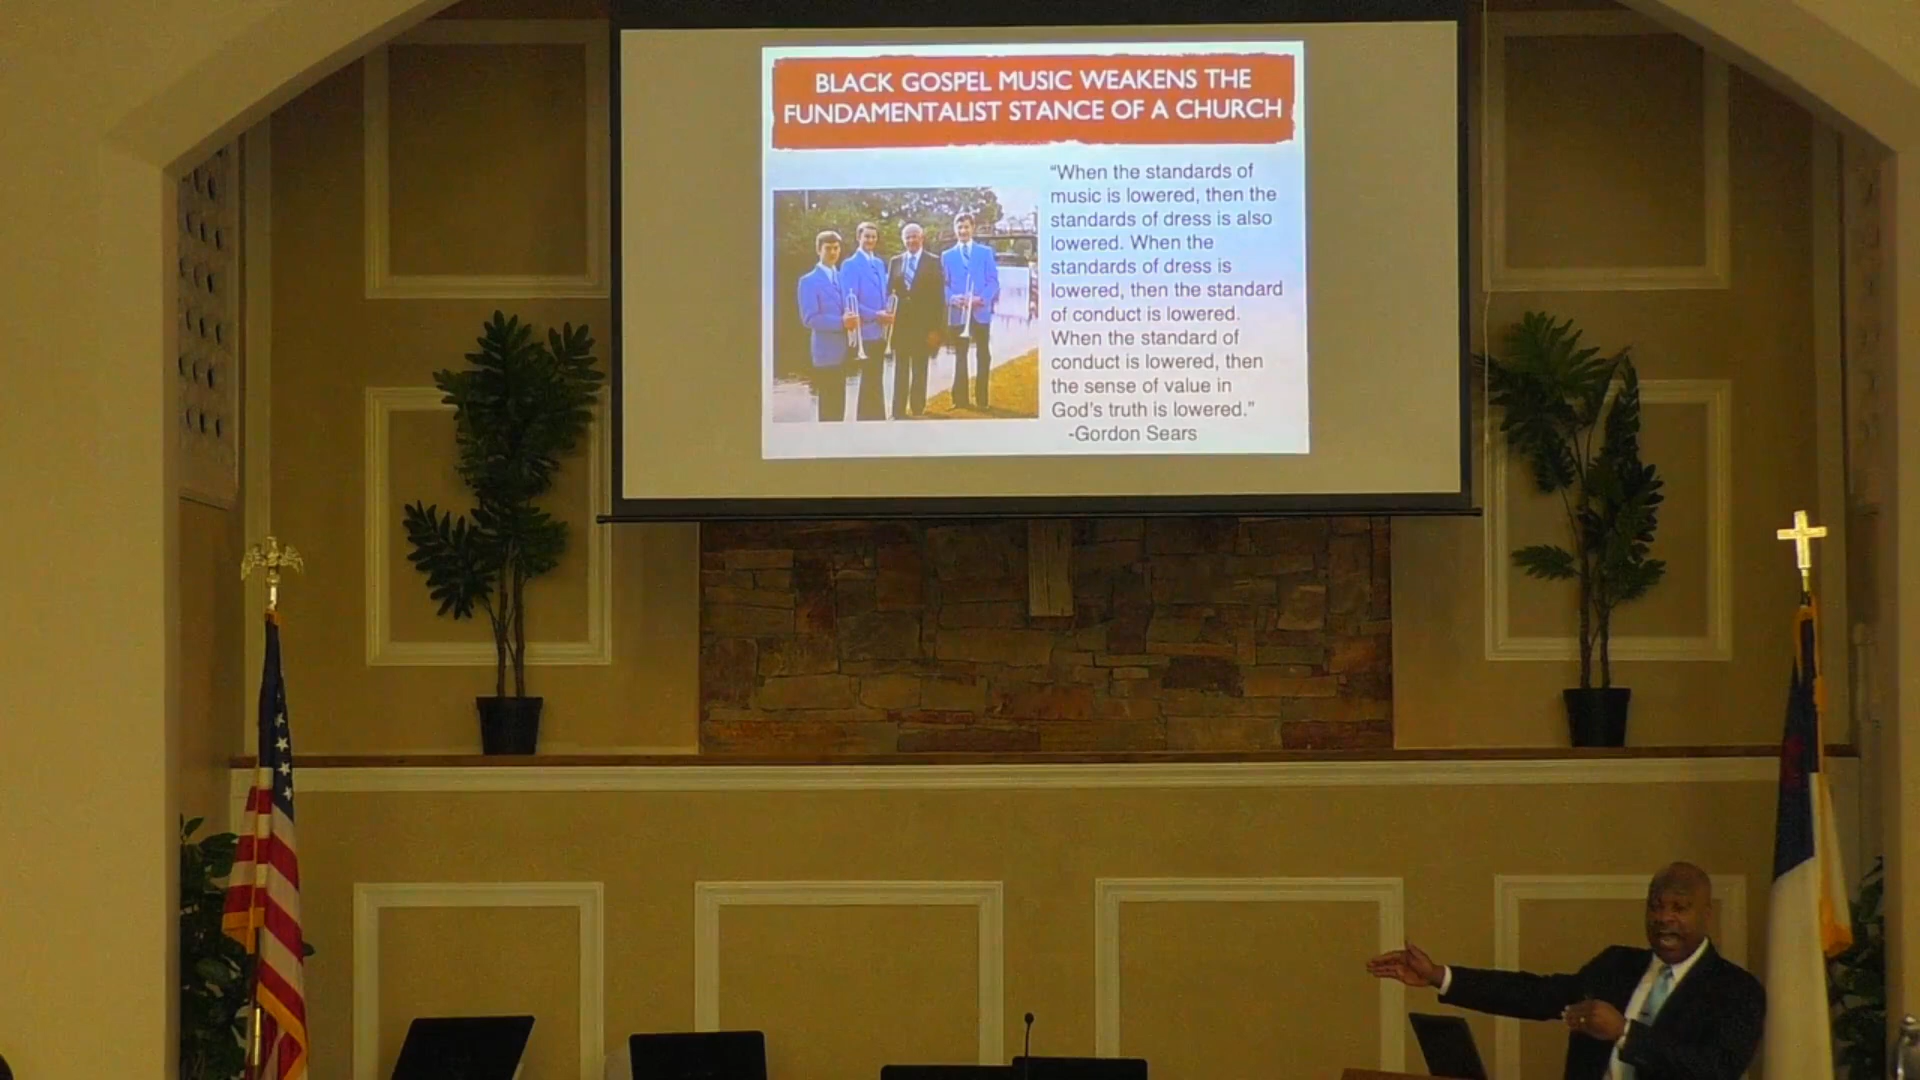 BLACK GOSPEL MUSIC WEAKENS THE
FUNDAMENTALIST STANCE OF A CHURCH
“When the standards of
music is lowered, then the
standards of dress is also
lowered. When the
standards of dress is
lowered, then the standard
of conduct is lowered.
When the standard of
conduct is lowered, then
the sense of value in
God’s truth is lowered.”
-Gordon Sears